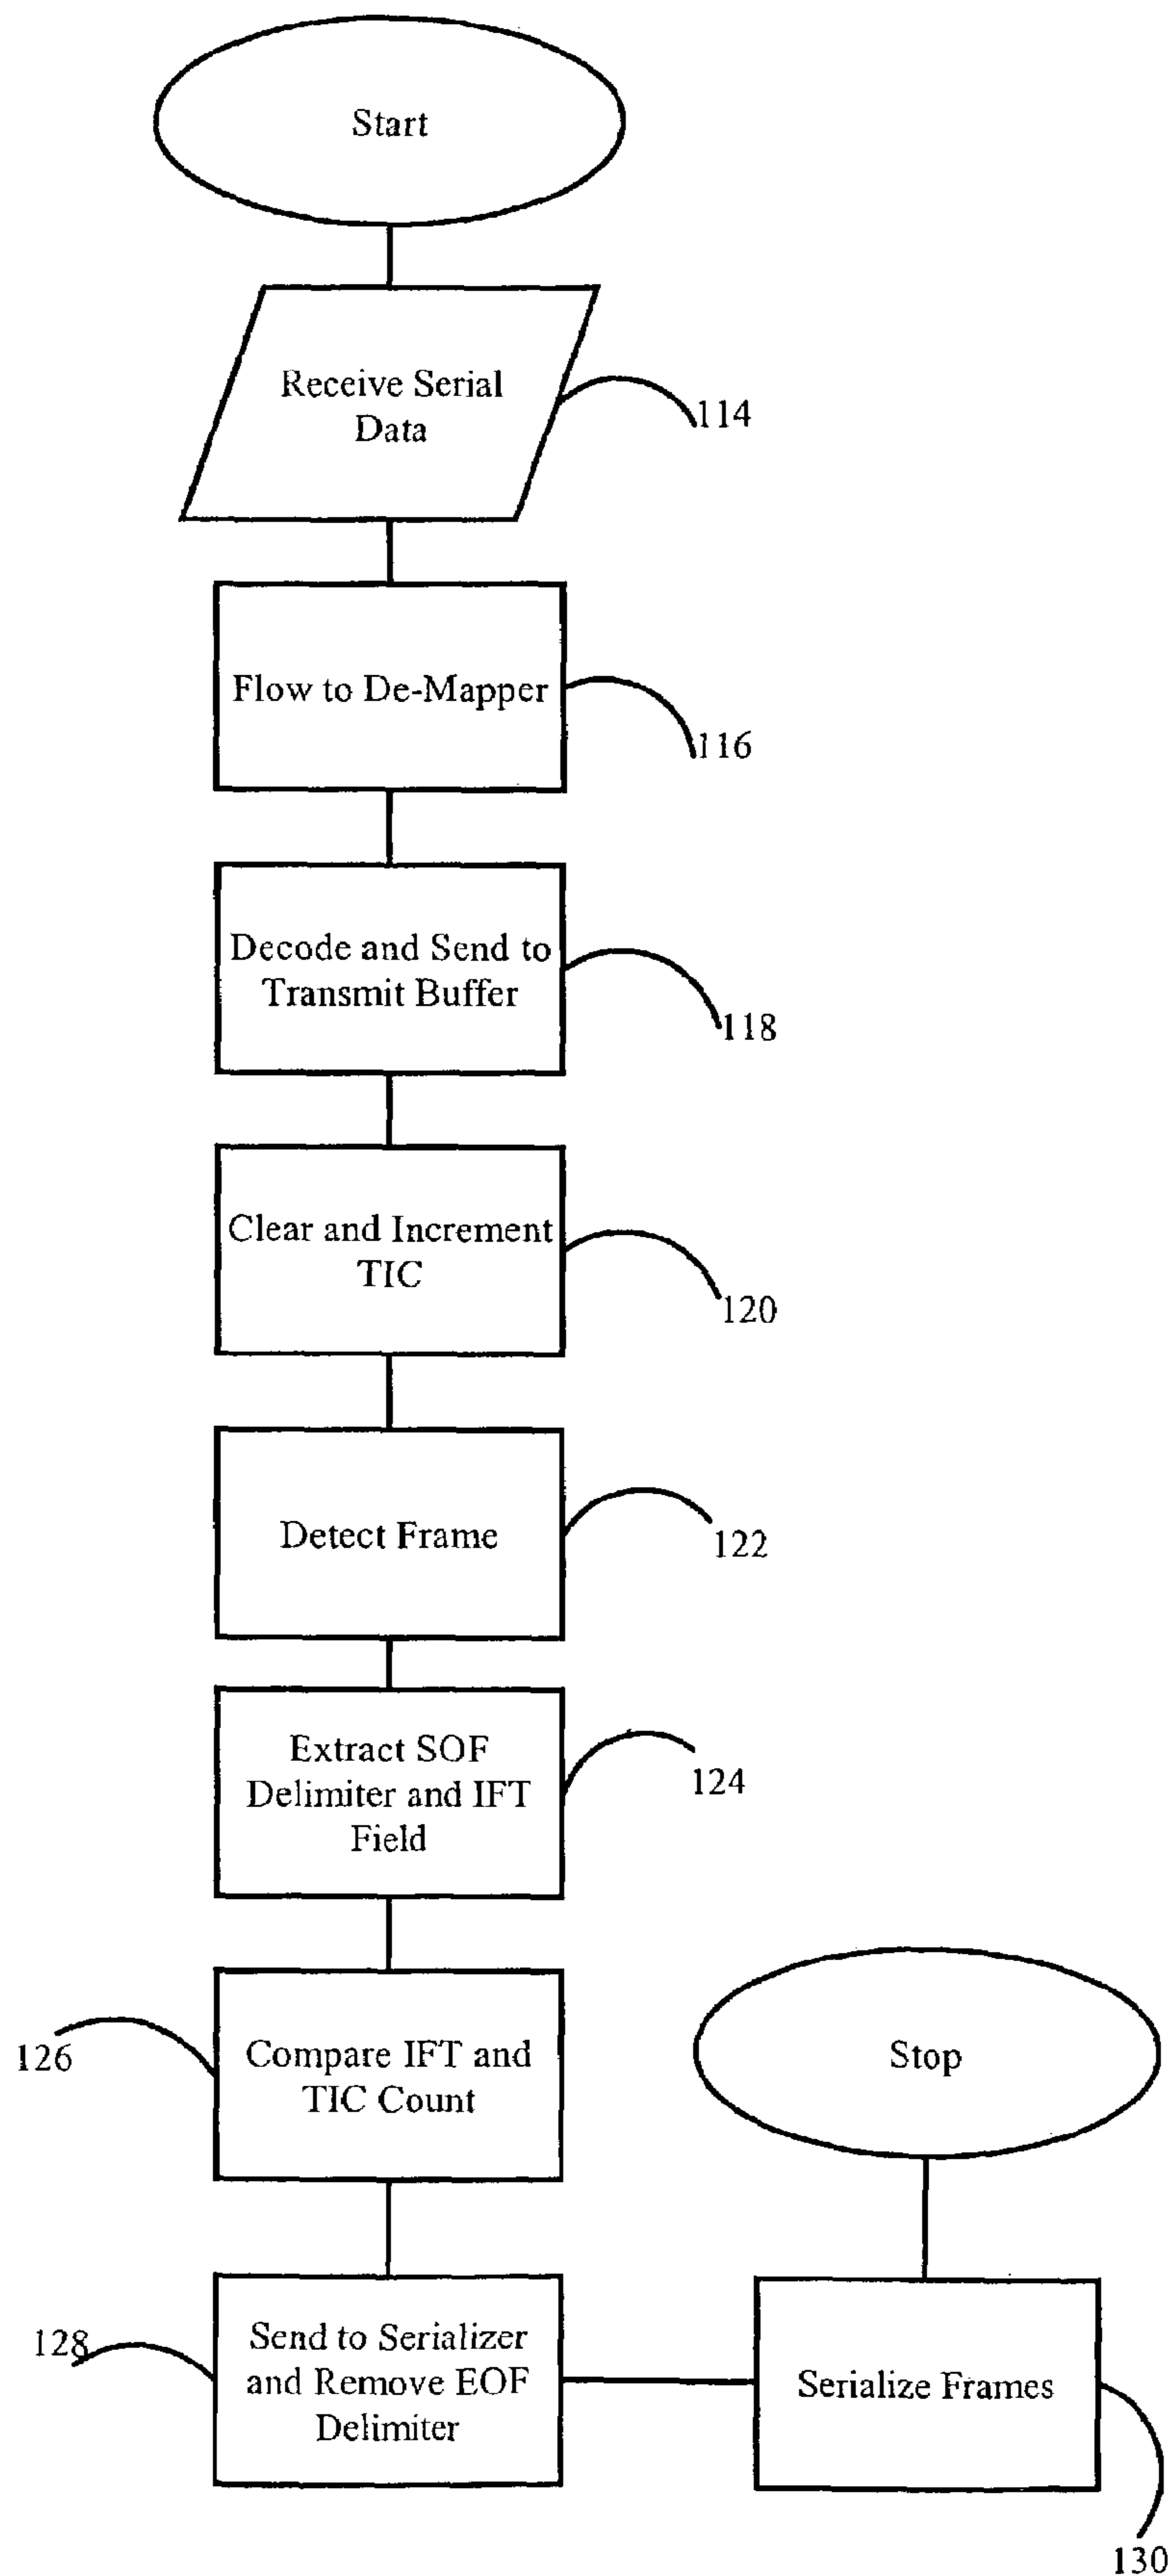 Start
Receive Serial
Data
114
Flow to De-Mapper
116
Decode and Send to
Transmit Buffer
118
Clear and Increment
TIC
120
Detect Frame
122
Extract SOF
Delimiter and IFT
Field
124
126
Compare IFT and
TIC Count
Stop
128
Send to Serializer
and Remove EOF
Delimiter
Serialize Frames
130